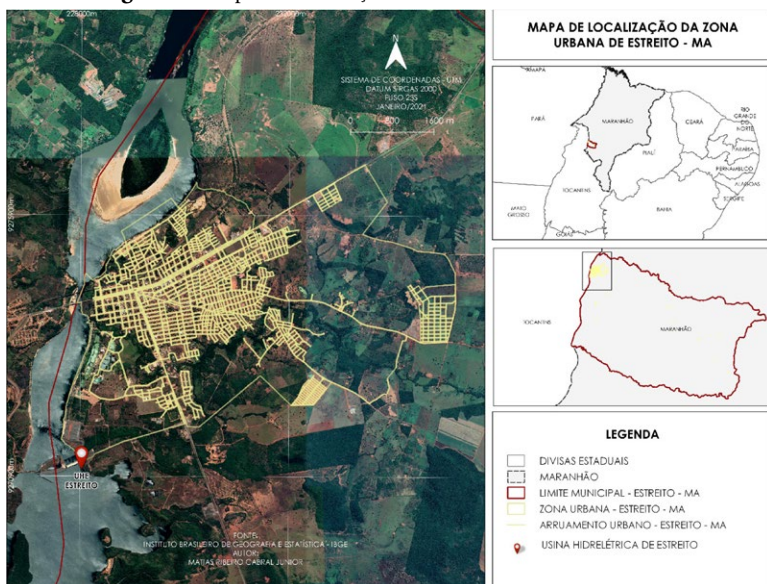 MAPA DE LOCALIZAÇÃO DA ZONA
URBANA DE ESTREITO - MA
SISTEMA DE COORDENADAS - UTM
DATUM SIRGAS 2000
FUSO 23S
JANEIRO/2021
0 800 1600 m
UHE
ESTREITO
FONTE:
INSTITUTO BRASILEIRO DE GEOGRAFIA E ESTATÍSTICA - IBGE
AUTOR:
MATIAS RIBEIRO CABRAL JUNIOR
PARÁ
MARANHÃO
CEARÁ
RIO
GRANDE DO
NORTE
PARAÍBA
PIAUÍ
PERNAMBUCO
ALAGOAS
SERGIPE
TOCANTINS
MATO
GROSSO
BAHIA
GOIÁS
TOCANTINS
MARANHÃO
LEGENDA
DIVISAS ESTADUAIS
MARANHÃO
LIMITE MUNICIPAL - ESTREITO - MA
ZONA URBANA - ESTREITO - MA
ARRUAMENTO URBANO - ESTREITO - MA
USINA HIDRELÉTRICA DE ESTREITO